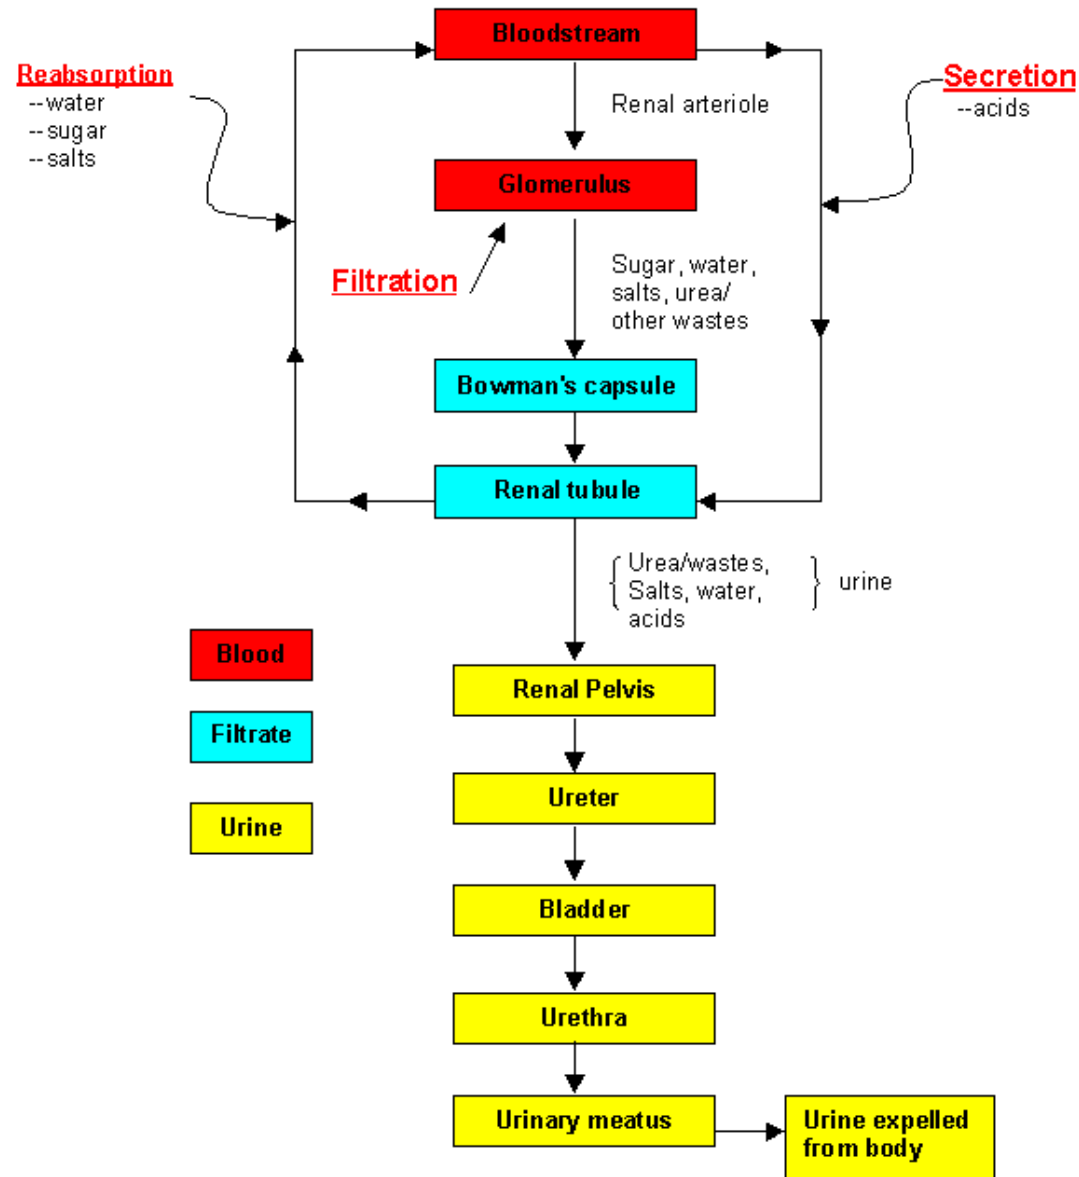 Bloodstream
Reabsorption
--water
--sugar
--salts
Secretion
--acids
Renal arteriole
Glomerulus
Filtration
Sugar, water,
salts, urea/
other wastes
Bowman's capsule
Renal tubule
Urea/wastes,
Salts, water,
acids
urine
Blood
Filtrate
Urine
Renal Pelvis
Ureter
Bladder
Urethra
Urinary meatus
Urine expelled
from body